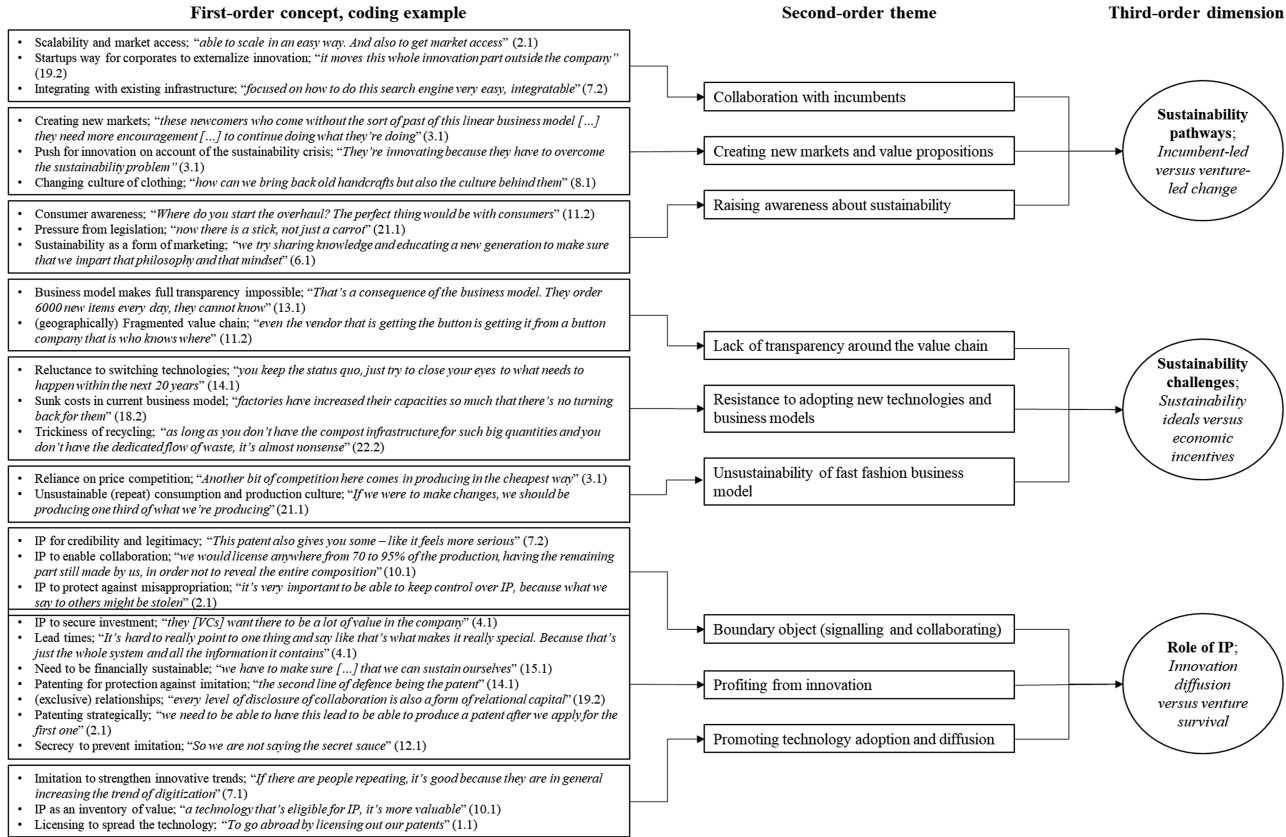 First-order concept, coding example
Second-order theme
Third-order dimension
• Scalability and market access; “able to scale in an easy way. And also to get market access” (2.1)
• Startups way for corporates to externalize innovation; “it moves this whole innovation part outside the company”
(19.2)
• Integrating with existing infrastructure; “focused on how to do this search engine very easy, integratable” (7.2)
• Creating new markets; “these newcomers who come without the sort of past of this linear business model […]
they need more encouragement […] to continue doing what they’re doing” (3.1)
• Push for innovation on account of the sustainability crisis; “They’re innovating because they have to overcome
the sustainability problem” (3.1)
• Changing culture of clothing; “how can we bring back old handcrafts but also the culture behind them” (8.1)
• Consumer awareness; “Where do you start the overhaul? The perfect thing would be with consumers” (11.2)
• Pressure from legislation; “now there is a stick, not just a carrot” (21.1)
• Sustainability as a form of marketing; “we try sharing knowledge and educating a new generation to make sure
that we impart that philosophy and that mindset” (6.1)
Collaboration with incumbents
Creating new markets and value propositions
Raising awareness about sustainability
Sustainability
pathways;
Incumbent-led
versus venture-
led change
• Business model makes full transparency impossible; “That’s a consequence of the business model. They order
6000 new items every day, they cannot know” (13.1)
• (geographically) Fragmented value chain; “even the vendor that is getting the button is getting it from a button
company that is who knows where” (11.2)
• Reluctance to switching technologies; “you keep the status quo, just try to close your eyes to what needs to
happen within the next 20 years” (14.1)
• Sunk costs in current business model; “factories have increased their capacities so much that there’s no turning
back for them” (18.2)
• Trickiness of recycling; “as long as you don’t have the compost infrastructure for such big quantities and you
don’t have the dedicated flow of waste, it’s almost nonsense” (22.2)
• Reliance on price competition; “Another bit of competition here comes in producing in the cheapest way” (3.1)
• Unsustainable (repeat) consumption and production culture; “If we were to make changes, we should be
producing one third of what we’re producing” (21.1)
Lack of transparency around the value chain
Resistance to adopting new technologies and
business models
Unsustainability of fast fashion business
model
Sustainability
challenges;
Sustainability
ideals versus
economic
incentives
• IP for credibility and legitimacy; “This patent also gives you some – like it feels more serious” (7.2)
• IP to enable collaboration; “we would license anywhere from 70 to 95% of the production, having the remaining
part still made by us, in order not to reveal the entire composition” (10.1)
• IP to protect against misappropriation; “it’s very important to be able to keep control over IP, because what we
say to others might be stolen” (2.1)
• IP to secure investment; “they [VCs] want there to be a lot of value in the company” (4.1)
• Lead times; “It’s hard to really point to one thing and say like that’s what makes it really special. Because that’s
just the whole system and all the information it contains” (4.1)
• Need to be financially sustainable; “we have to make sure […] that we can sustain ourselves” (15.1)
• Patenting for protection against imitation; “the second line of defence being the patent” (14.1)
• (exclusive) relationships; “every level of disclosure of collaboration is also a form of relational capital” (19.2)
• Patenting strategically; “we need to be able to have this lead to be able to produce a patent after we apply for the
first one” (2.1)
• Secrecy to prevent imitation; “So we are not saying the secret sauce” (12.1)
• Imitation to strengthen innovative trends; “If there are people repeating, it’s good because they are in general
increasing the trend of digitization” (7.1)
• IP as an inventory of value; “a technology that’s eligible for IP, it’s more valuable” (10.1)
• Licensing to spread the technology; “To go abroad by licensing out our patents” (1.1)
Boundary object (signalling and collaborating)
Profiting from innovation
Promoting technology adoption and diffusion
Role of IP;
Innovation
diffusion
versus venture
survival